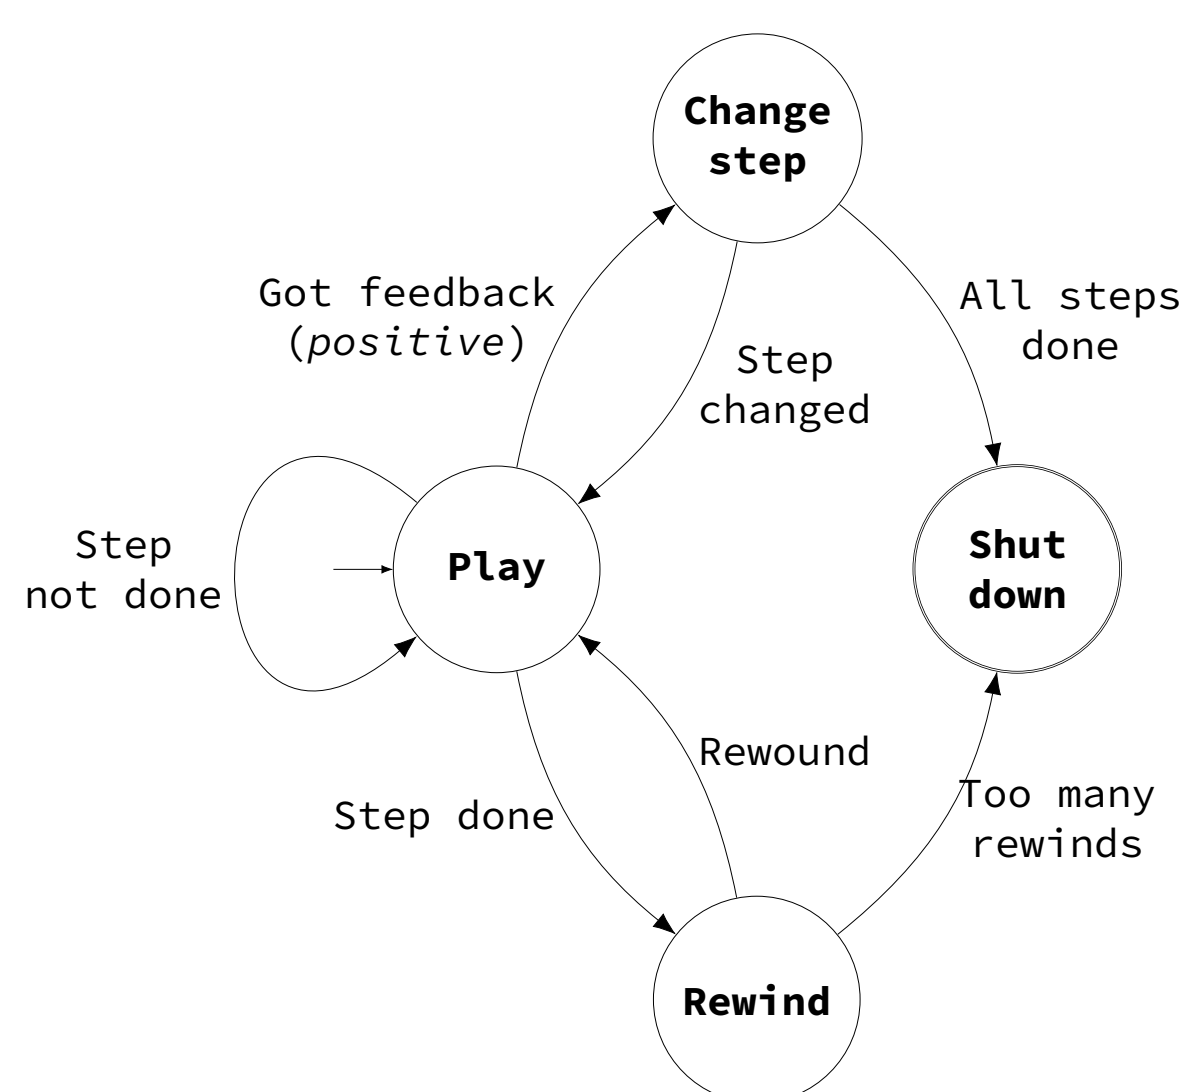 Change
step
Got feedback
(positive)
All steps
done
Step
changed
Step
not done
Play
Shut
down
Rewound
Step done
Too many
rewinds
Rewind